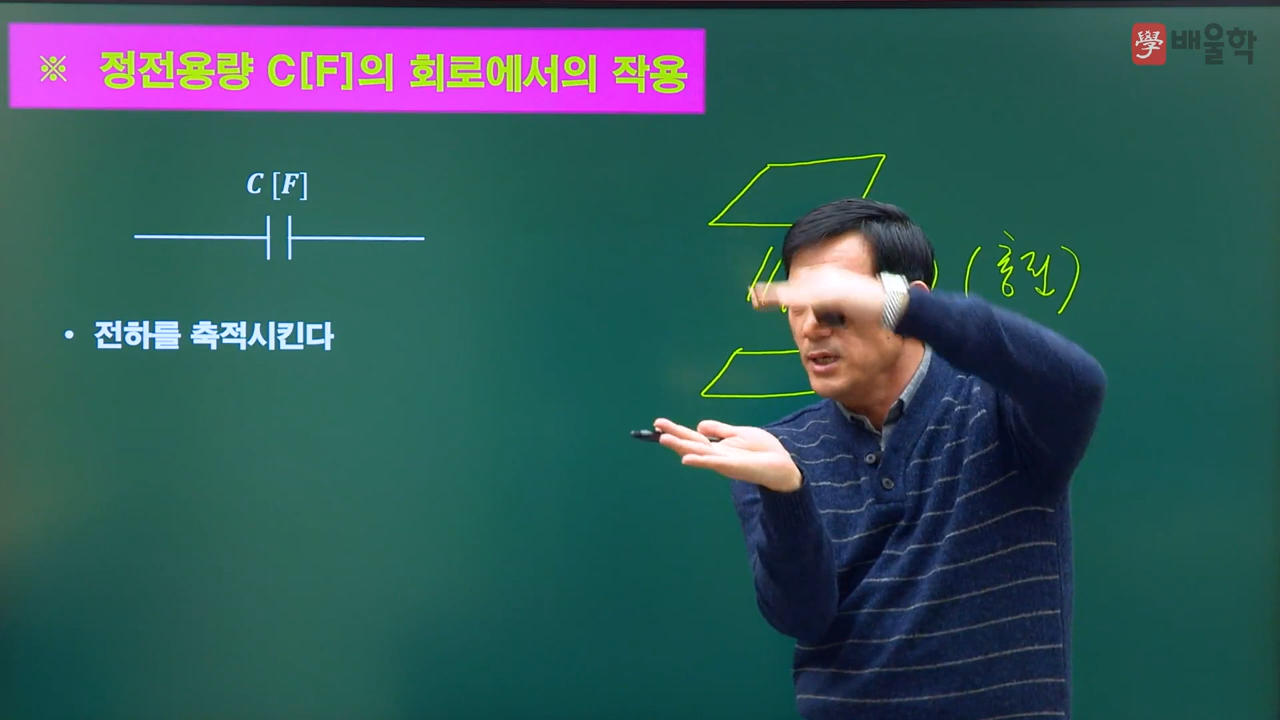 ※ 정전용량 C[F]의 회로에서의 작용
學 배울학
C [F]
) (충전)
• 전하를 축적시킨다